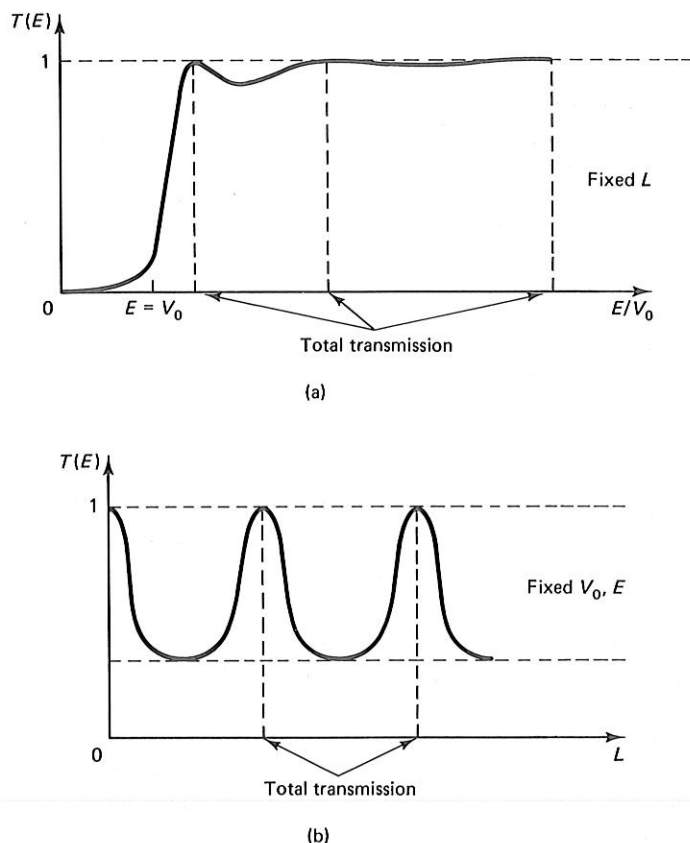 T(E)
1
Fixed L
0
E = V₀
E/V₀
Total transmission
(a)
T(E)
1
Fixed V₀, E
0
L
Total transmission
(b)